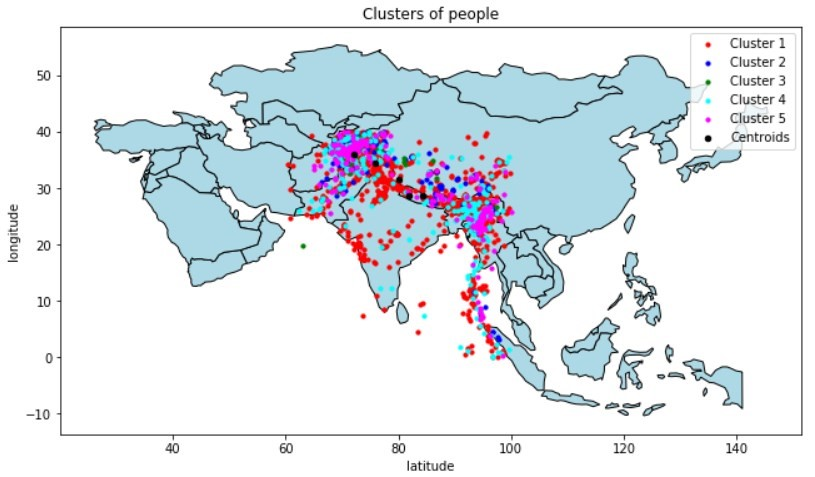 Clusters of people
Cluster 1
Cluster 2
Cluster 3
Cluster 4
Cluster 5
Centroids
longitude
50
40
30
20
10
0
−10
40
60
80
100
120
140
latitude